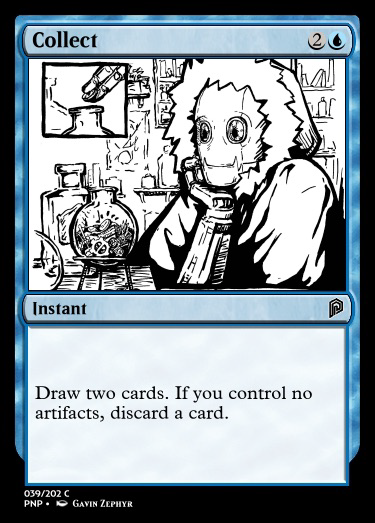 Collect 2
Instant
Draw two cards. If you control no
artifacts, discard a card.
039/202 C
PNP • Gavin Zephyr